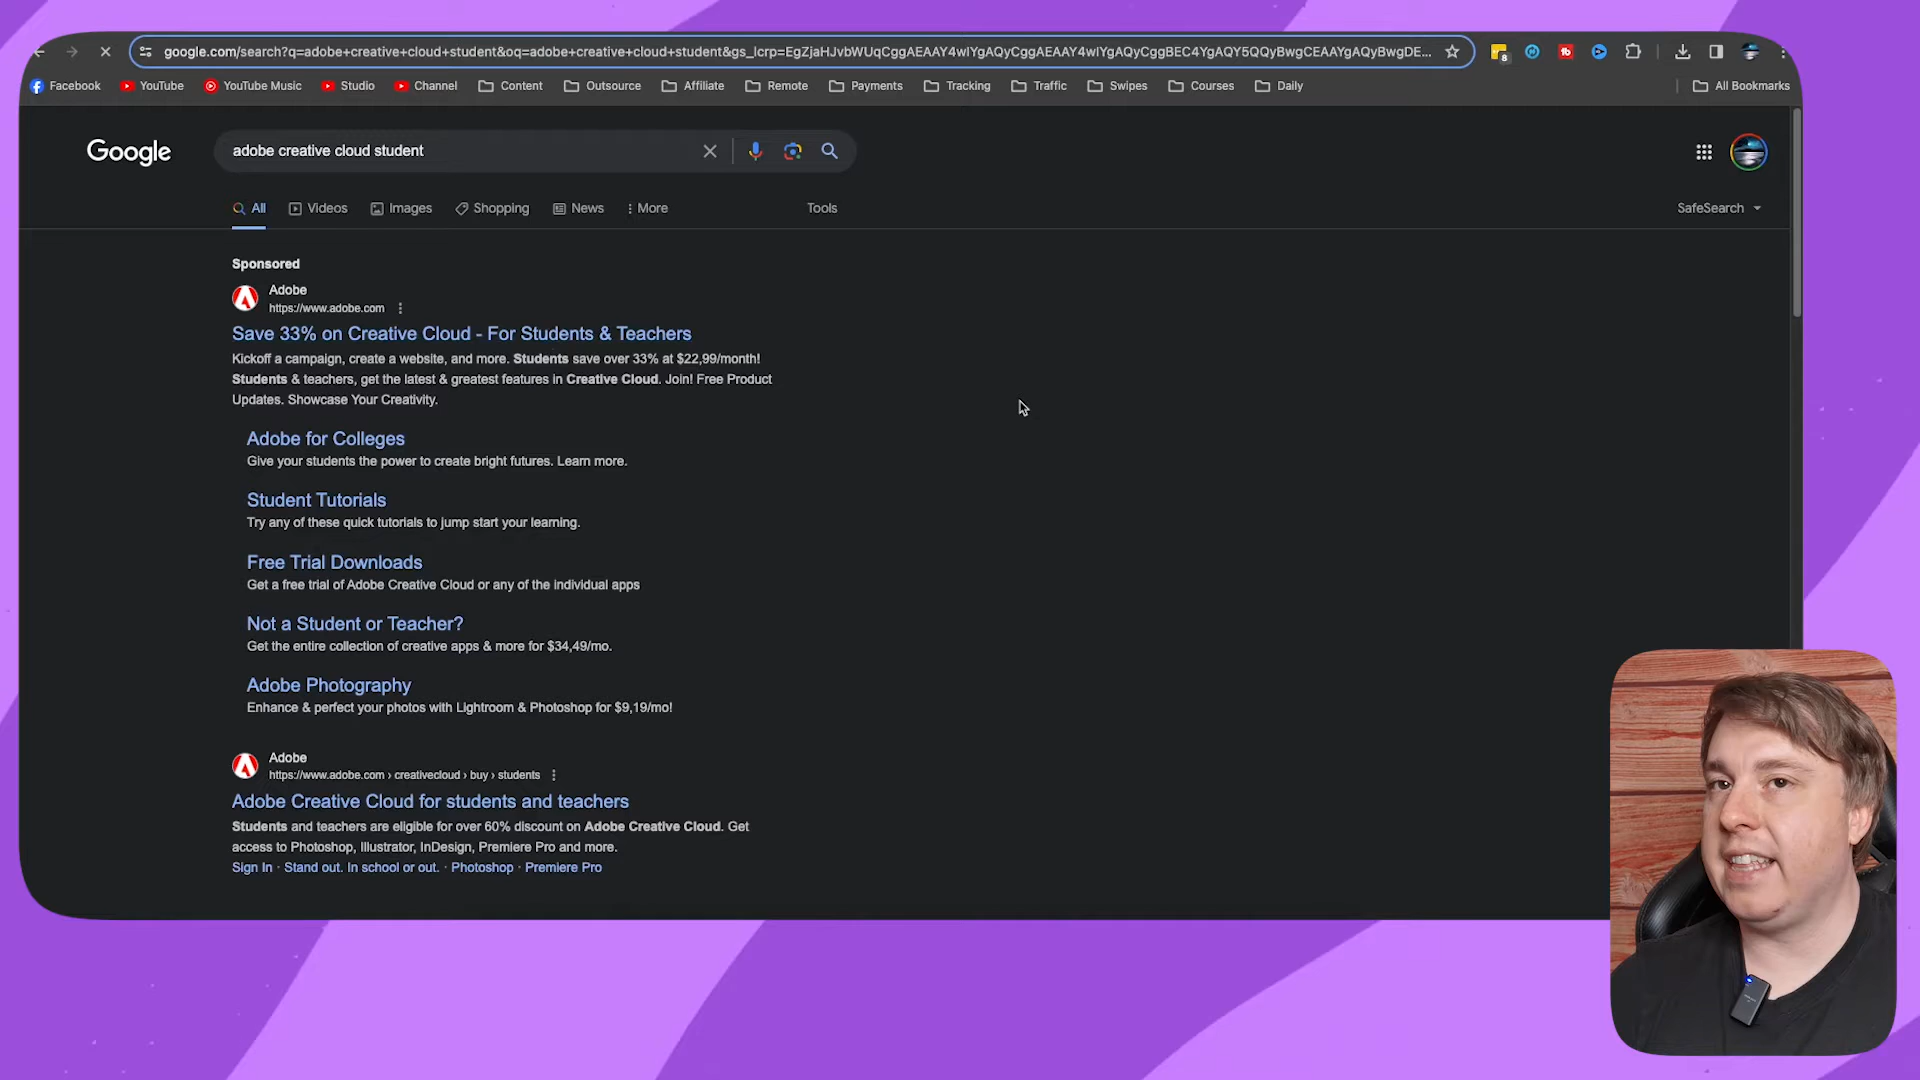 google.com/search?q=adobe+creative+cloud+student&oq=adobe+creative+cloud+student&gs_lcrp=EgZjaHJvbWUqCggAEAAY4wIYgAQyCggAEAAY4wIYgAQyCggBEC4YgAQY5QQyBwgCEAAYgAQyBwgDE...
8
Facebook
YouTube
YouTube Music
Studio
Channel
Content
Outsource
Affiliate
Remote
Payments
Tracking
Traffic
Swipes
Courses
Daily
All Bookmarks
Google
adobe creative cloud student
All
Videos
Images
Shopping
News
More
Tools
SafeSearch
Sponsored
Adobe
https://www.adobe.com
Save 33% on Creative Cloud - For Students & Teachers
Kickoff a campaign, create a website, and more. Students save over 33% at $22,99/month!
Students & teachers, get the latest & greatest features in Creative Cloud. Join! Free Product
Updates. Showcase Your Creativity.
Adobe for Colleges
Give your students the power to create bright futures. Learn more.
Student Tutorials
Try any of these quick tutorials to jump start your learning.
Free Trial Downloads
Get a free trial of Adobe Creative Cloud or any of the individual apps
Not a Student or Teacher?
Get the entire collection of creative apps & more for $34,49/mo.
Adobe Photography
Enhance & perfect your photos with Lightroom & Photoshop for $9,19/mo!
Adobe
https://www.adobe.com › creativecloud › buy › students
Adobe Creative Cloud for students and teachers
Students and teachers are eligible for over 60% discount on Adobe Creative Cloud. Get
access to Photoshop, Illustrator, InDesign, Premiere Pro and more.
Sign In · Stand out. In school or out. · Photoshop · Premiere Pro